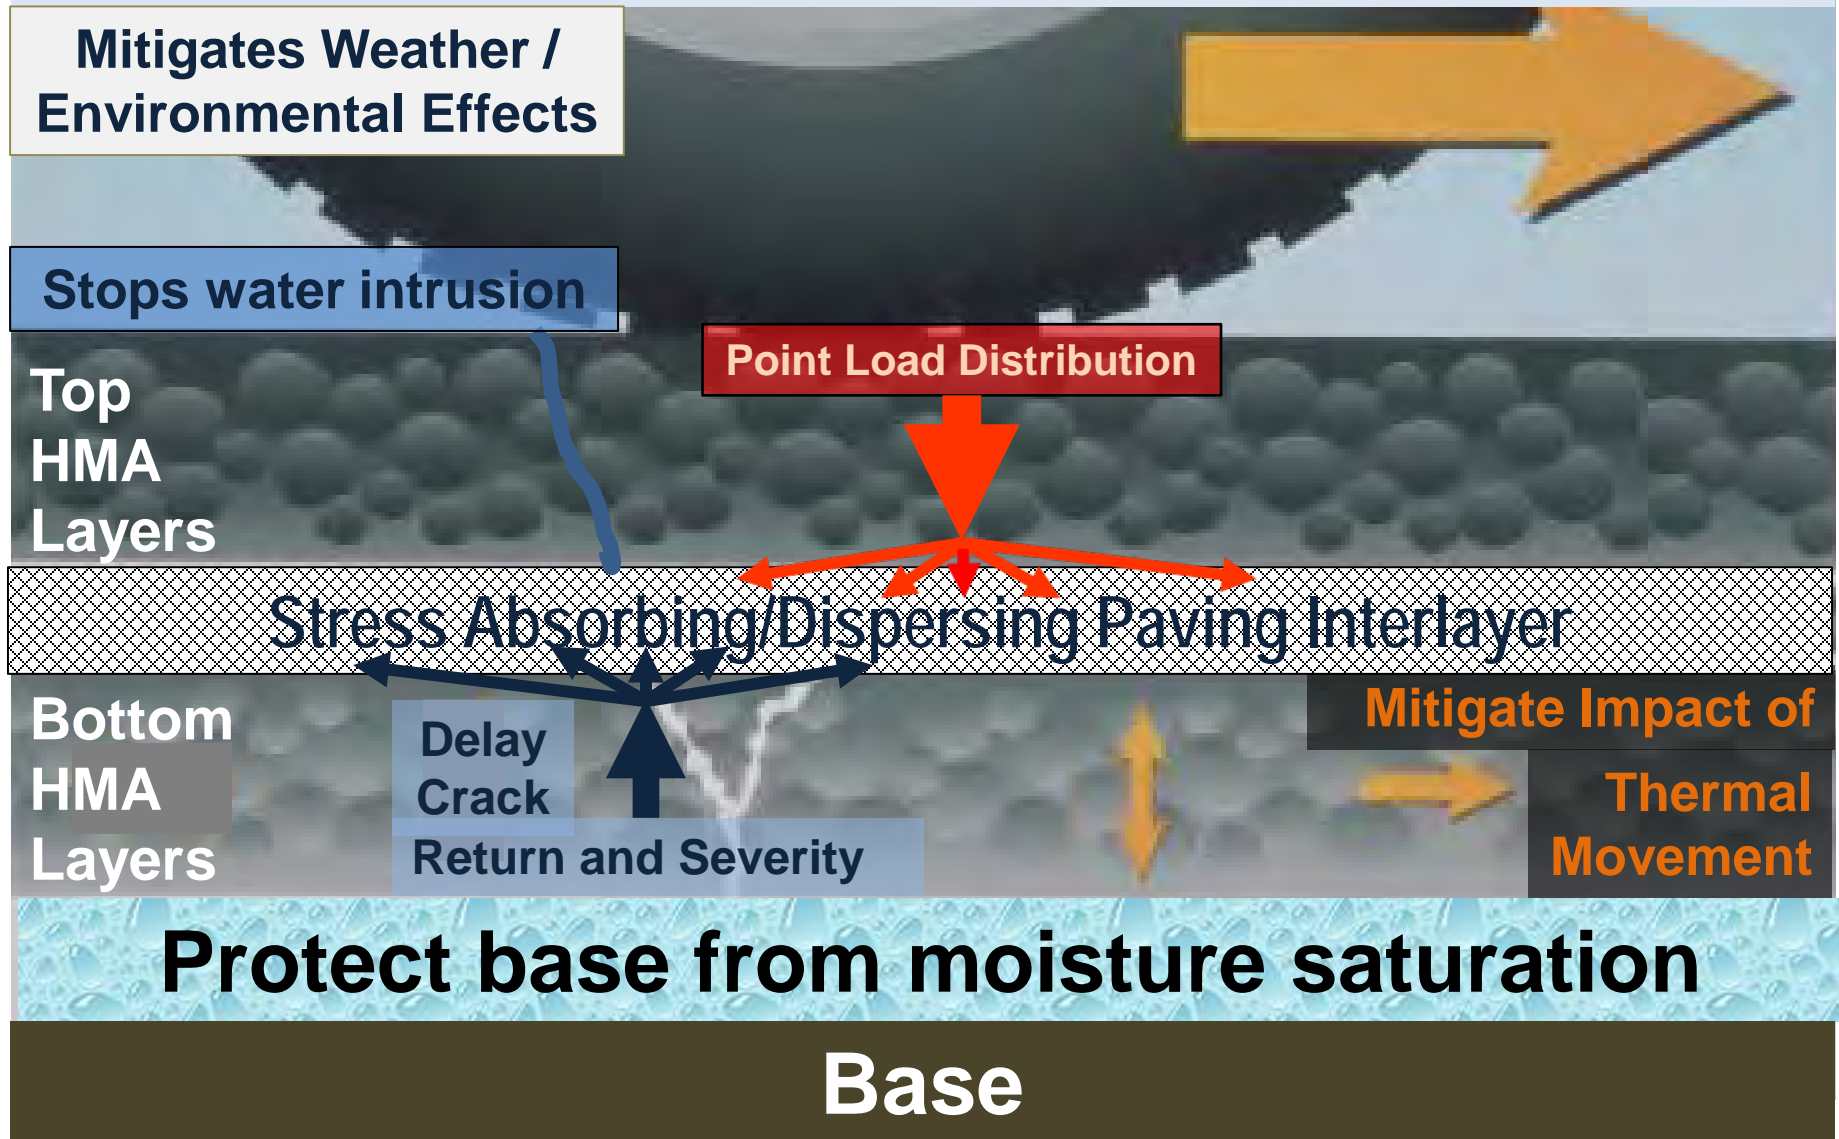 Mitigates Weather /
Environmental Effects
Stops water intrusion
Point Load Distribution
Top
HMA
Layers
Stress Absorbing/Dispersing Paving Interlayer
Bottom
HMA
Layers
Delay
Crack
Return and Severity
Mitigate Impact of
Thermal
Movement
Protect base from moisture saturation
Base